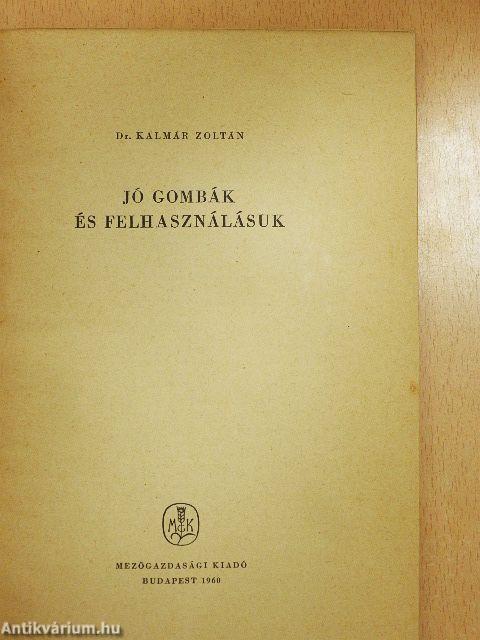 Dr. KALMÁR ZOLTÁN
JÓ GOMBÁK
ÉS FELHASZNÁLÁSUK
M K
MEZŐGAZDASÁGI KIADÓ
BUDAPEST 1960
Antikvárium.hu